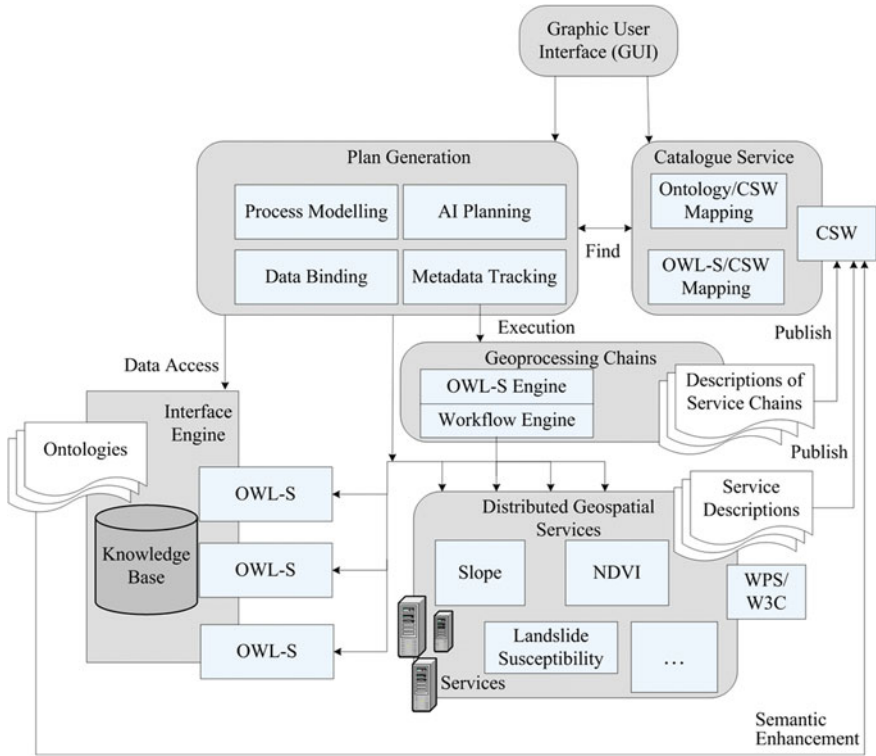 Graphic User
Interface (GUI)
Plan Generation
Process Modelling
AI Planning
Data Binding
Metadata Tracking
Find
Catalogue Service
Ontology/CSW
Mapping
OWL-S/CSW
Mapping
CSW
Execution
Publish
Data Access
Geoprocessing Chains
OWL-S Engine
Workflow Engine
Descriptions of
Service Chains
Publish
Interface
Engine
Ontologies
OWL-S
Knowledge
Base
OWL-S
OWL-S
Distributed Geospatial
Services
Service
Descriptions
Slope
NDVI
WPS/
W3C
Landslide
Susceptibility
...
Services
Semantic
Enhancement